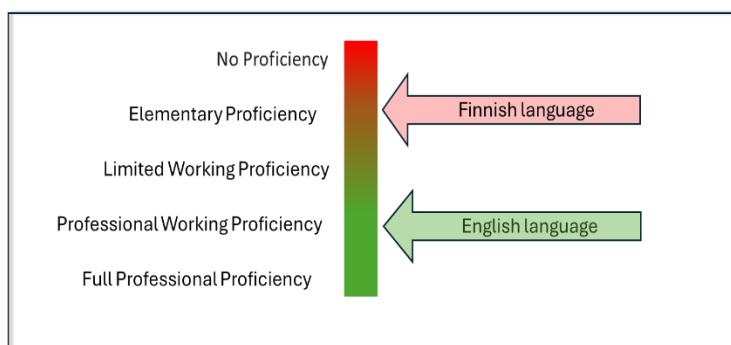 No Proficiency
Elementary Proficiency
Finnish language
Limited Working Proficiency
Professional Working Proficiency
English language
Full Professional Proficiency